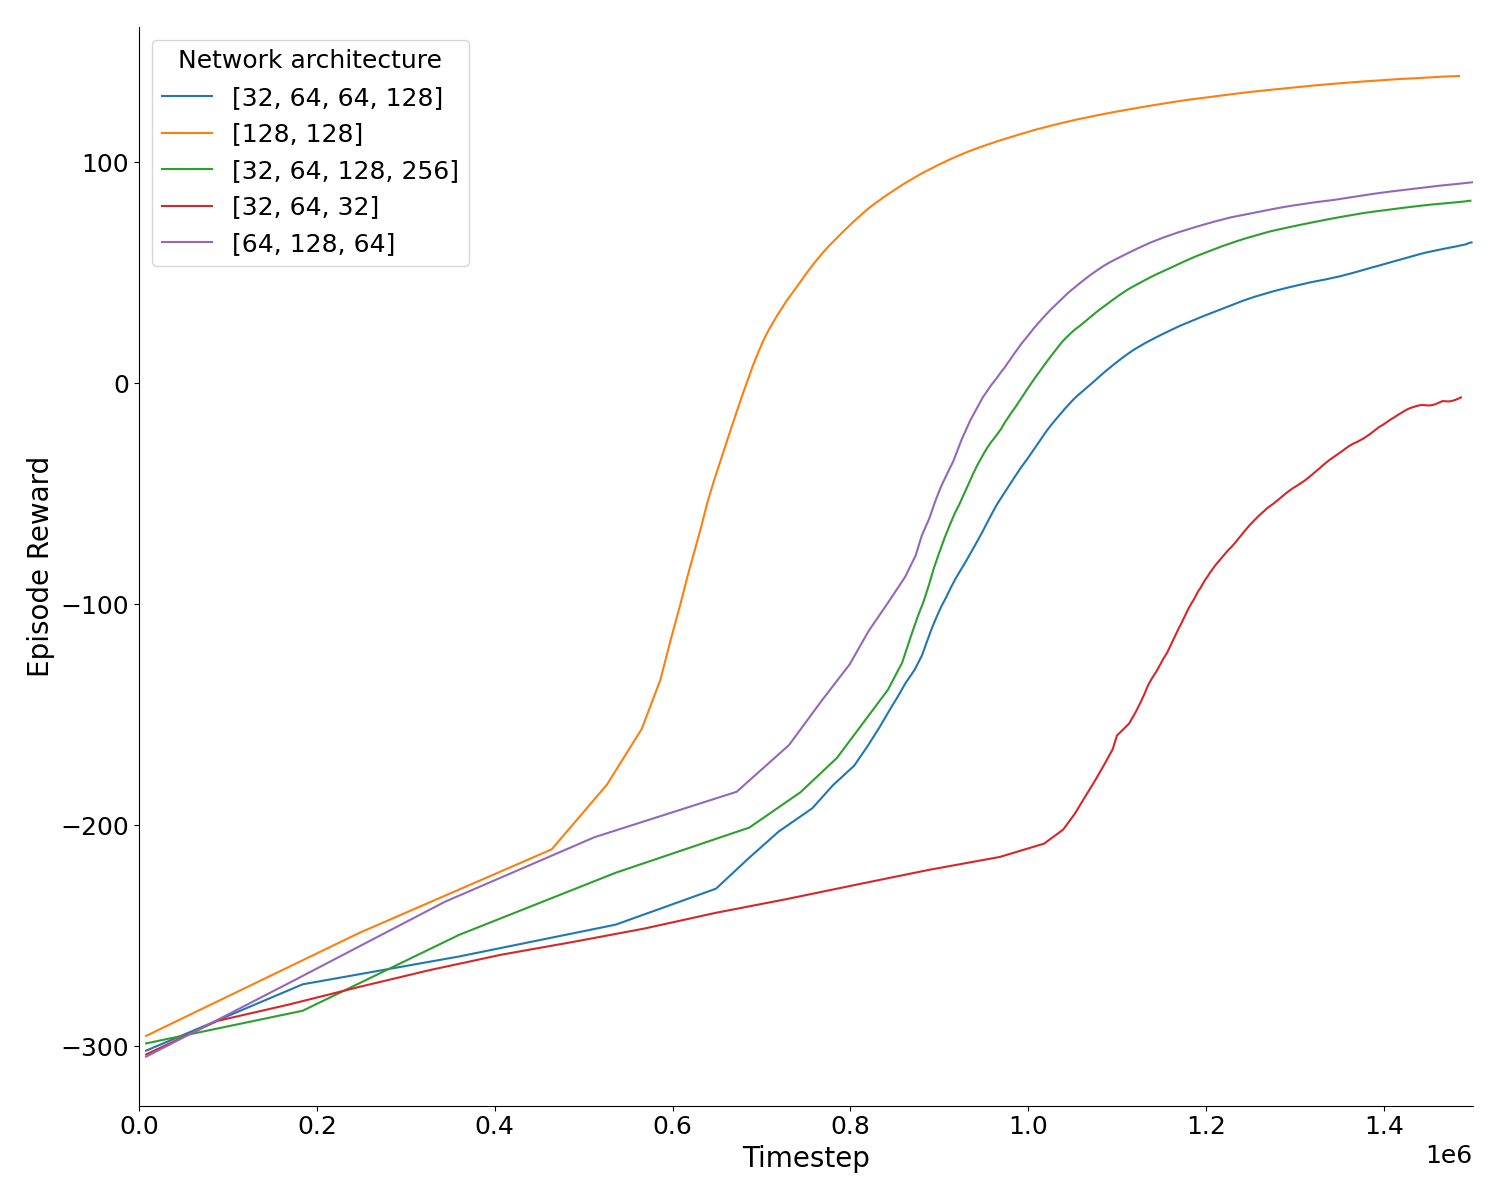 Network architecture
[32, 64, 64, 128]
[128, 128]
[32, 64, 128, 256]
[32, 64, 32]
[64, 128, 64]
Episode Reward
100
0
−100
−200
−300
0.0 0.2 0.4 0.6 0.8 1.0 1.2 1.4
1e6
Timestep